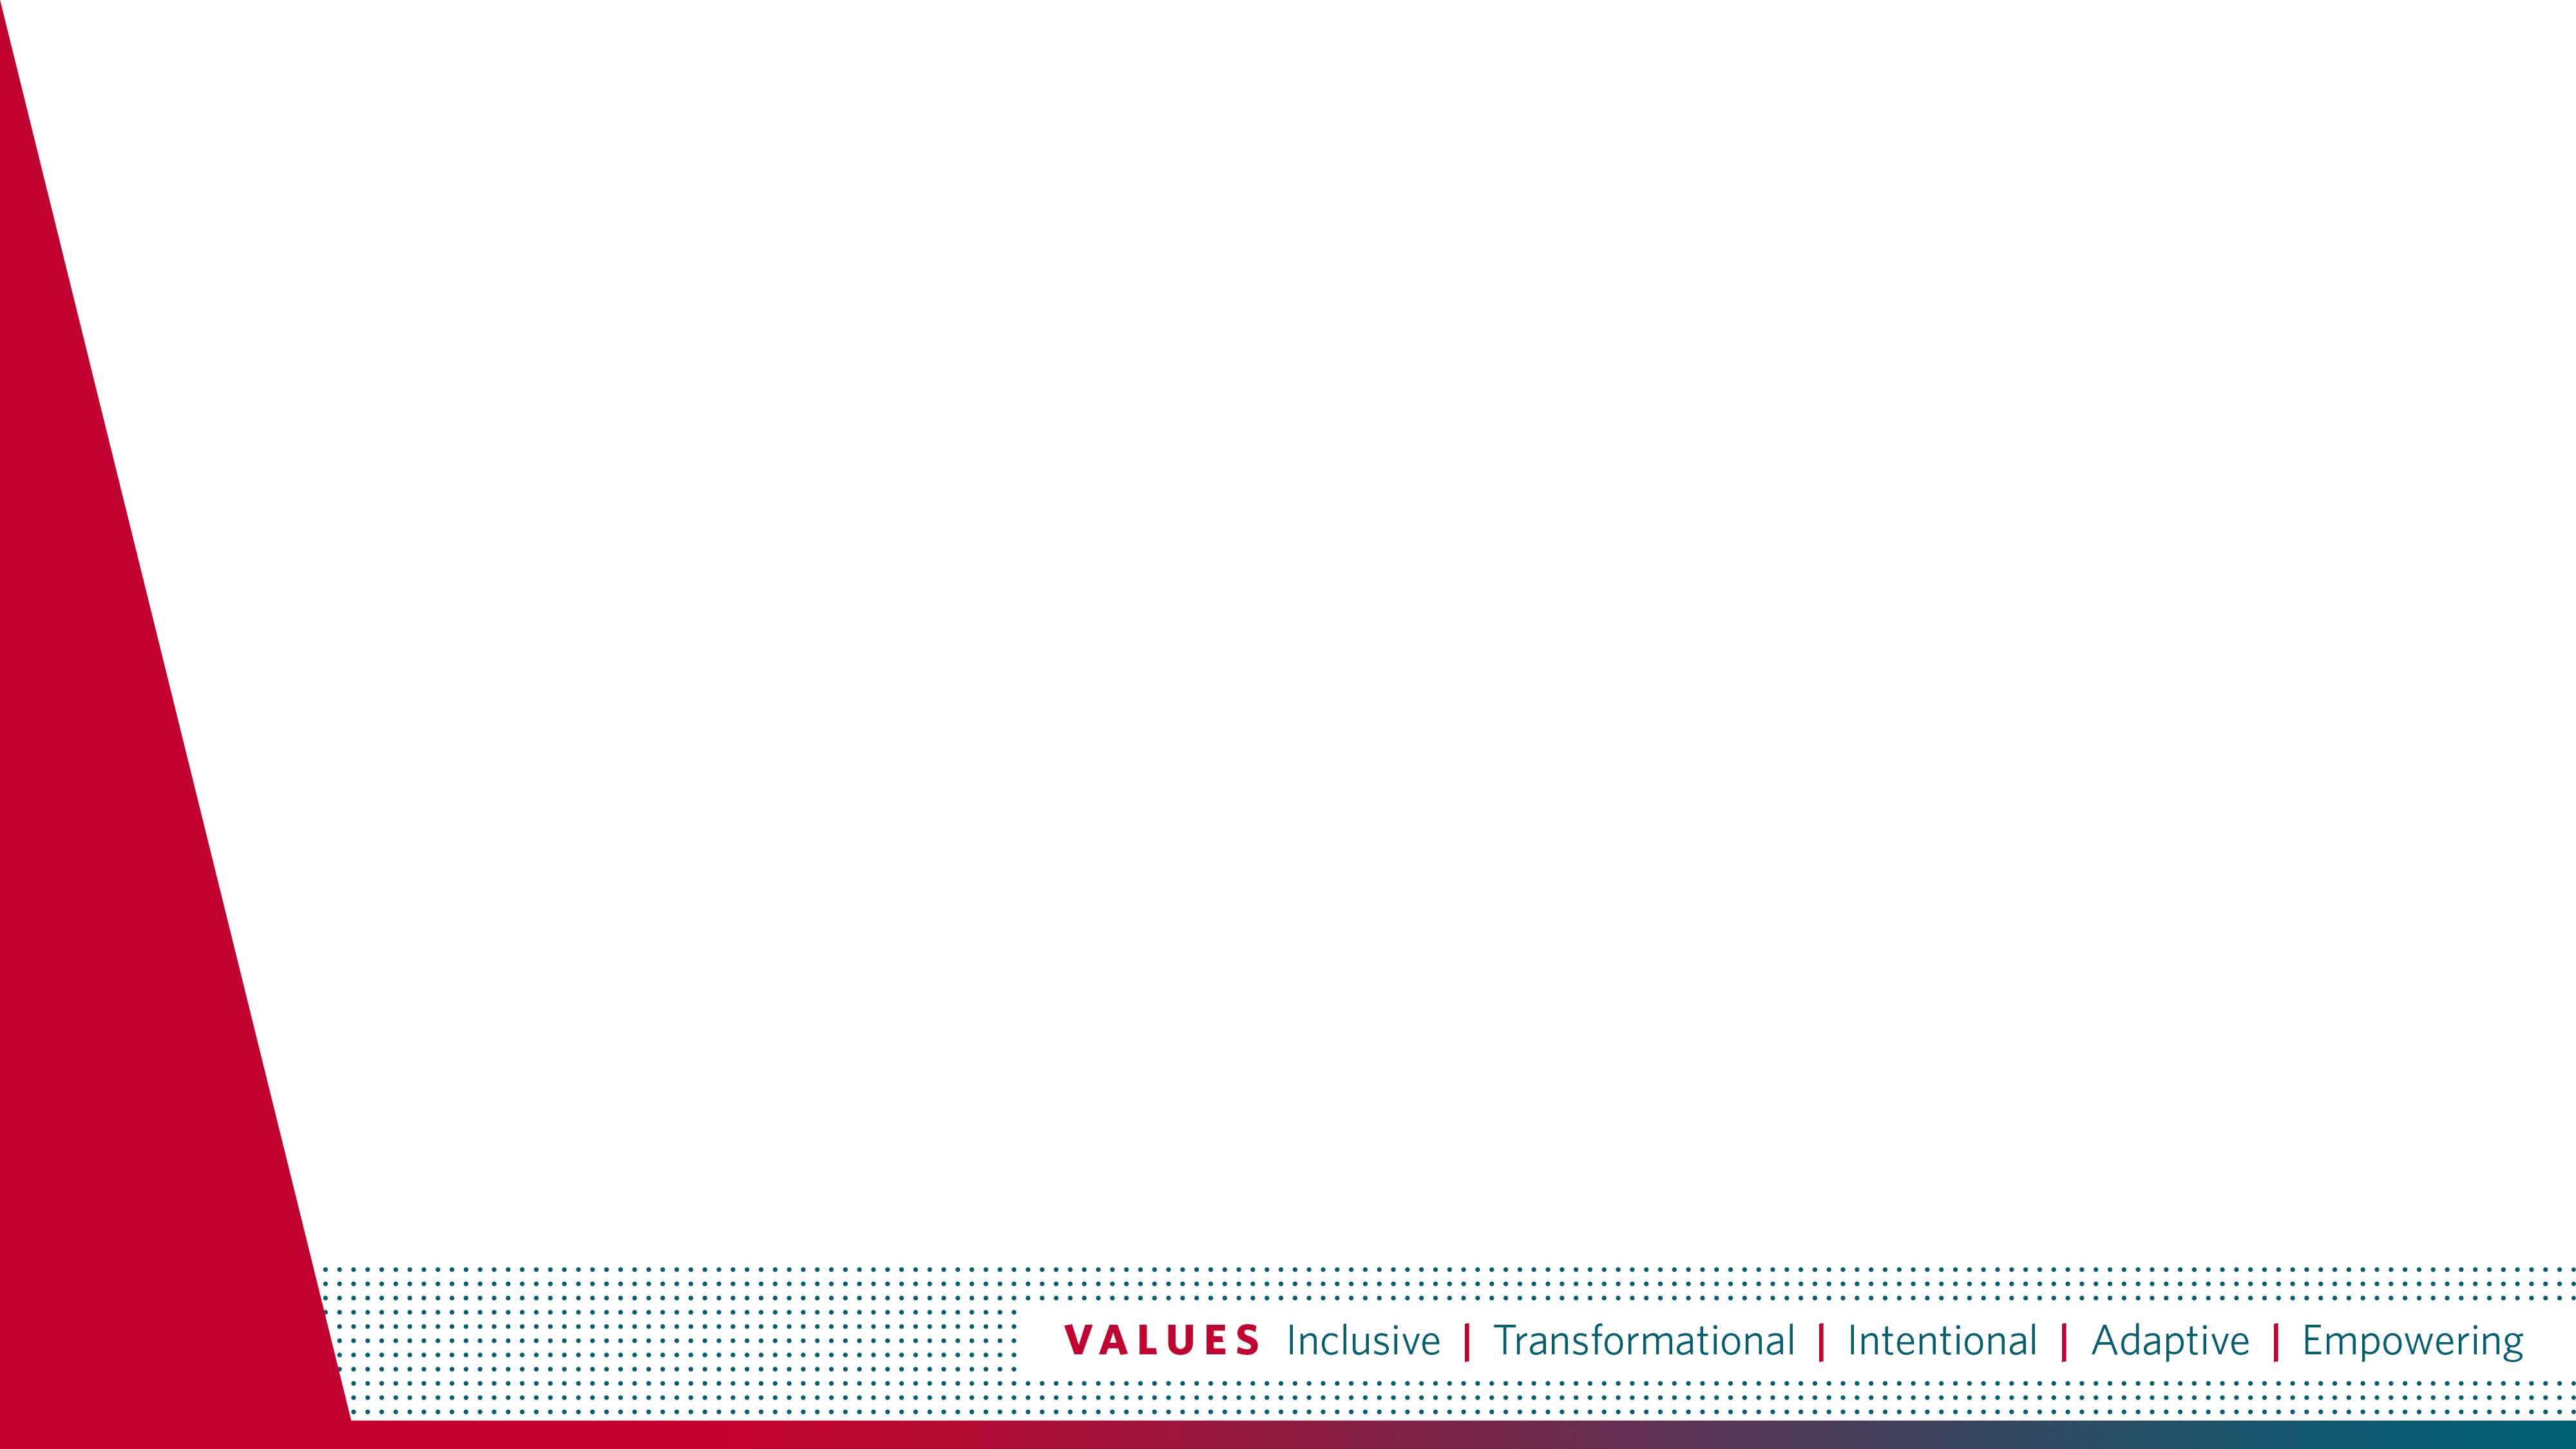 VALUES Inclusive | Transformational | Intentional | Adaptive | Empowering